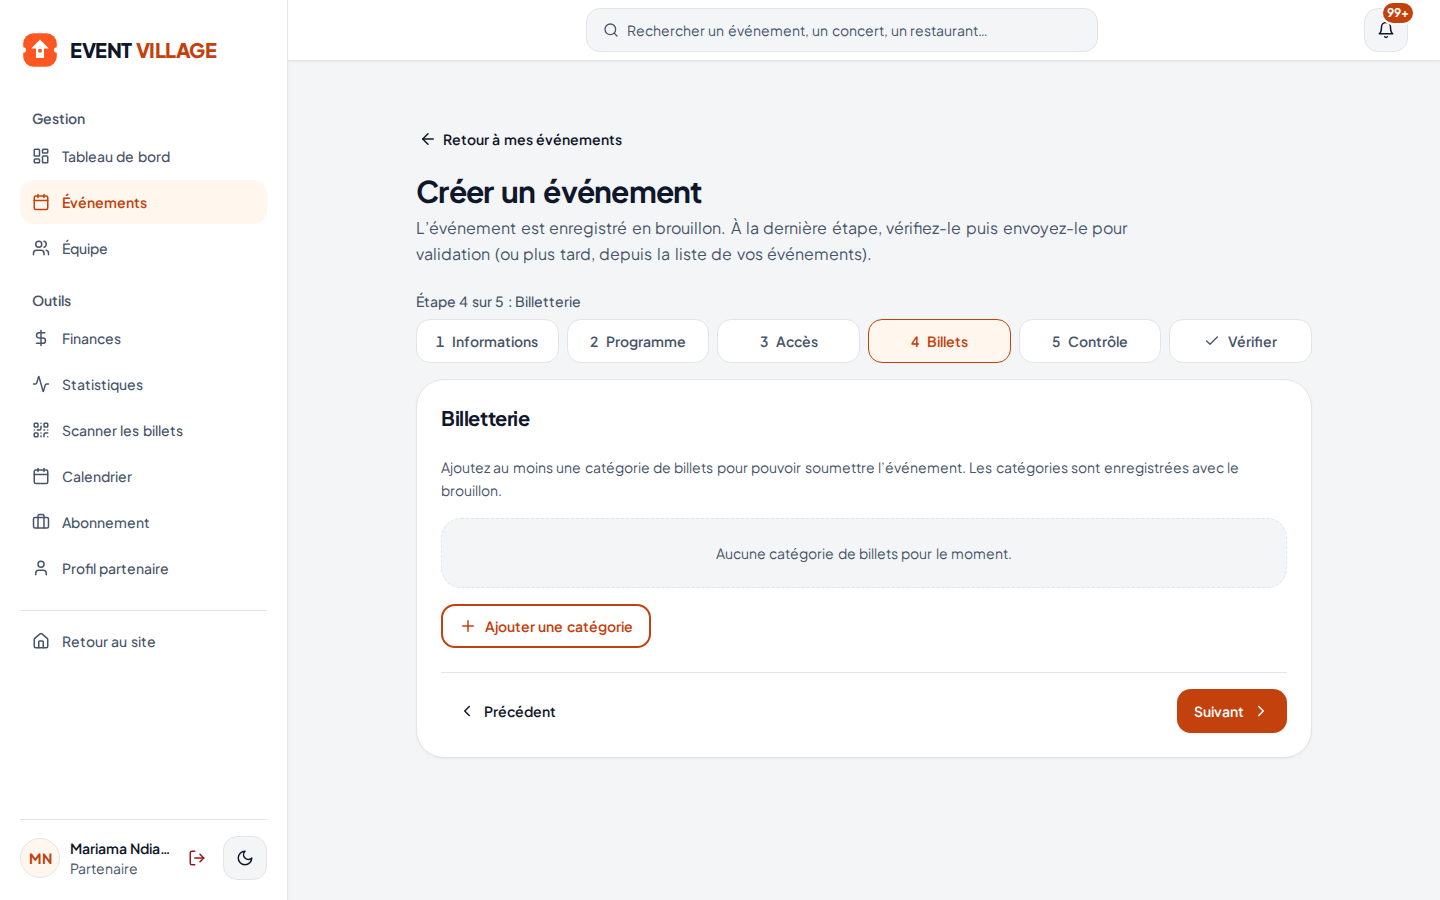 EVENT VILLAGE
Gestion
Tableau de bord
Événements
Équipe
Outils
Finances
Statistiques
Scanner les billets
Calendrier
Abonnement
Profil partenaire
Retour au site
MN
Mariama Ndia...
Partenaire
Rechercher un événement, un concert, un restaurant...
99+
Retour à mes événements
Créer un événement
L'événement est enregistré en brouillon. À la dernière étape, vérifiez-le puis envoyez-le pour
validation (ou plus tard, depuis la liste de vos événements).
Étape 4 sur 5 : Billetterie
1 Informations
2 Programme
3 Accès
4 Billets
5 Contrôle
Vérifier
Billetterie
Ajoutez au moins une catégorie de billets pour pouvoir soumettre l'événement. Les catégories sont enregistrées avec le
brouillon.
Aucune catégorie de billets pour le moment.
Ajouter une catégorie
Précédent
Suivant